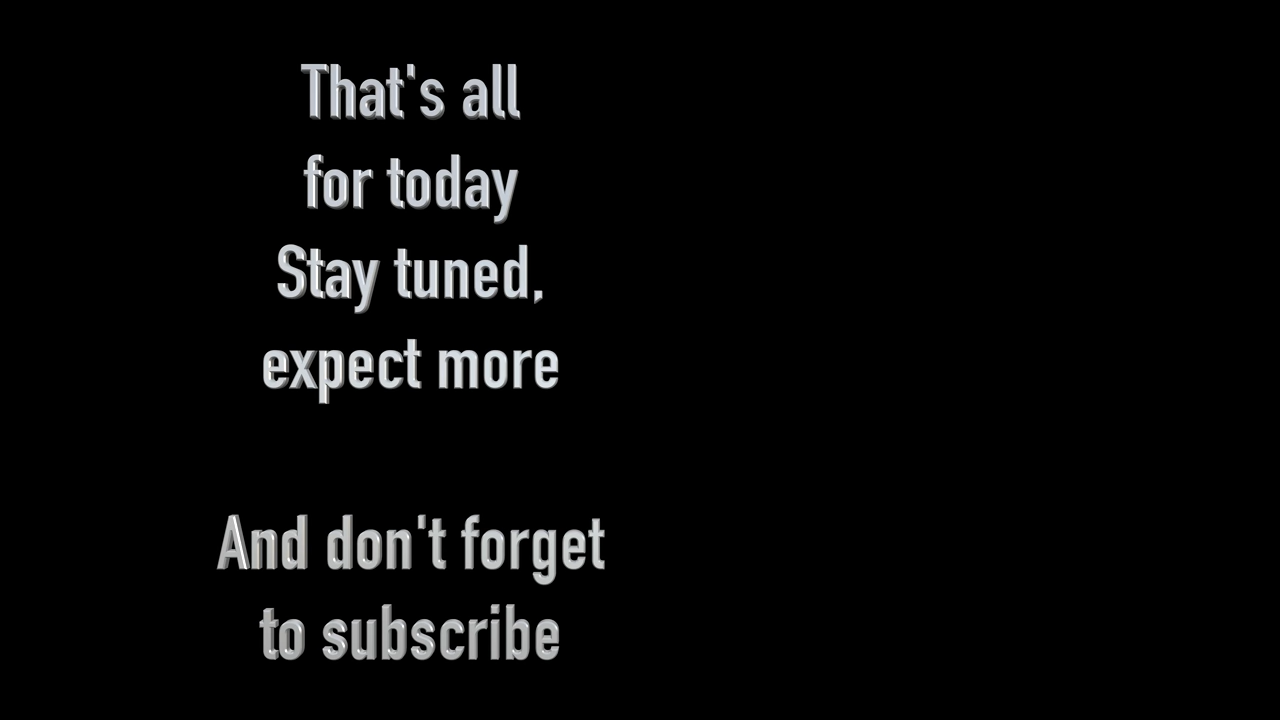 That's all
for today
Stay tuned,
expect more
And don't forget
to subscribe